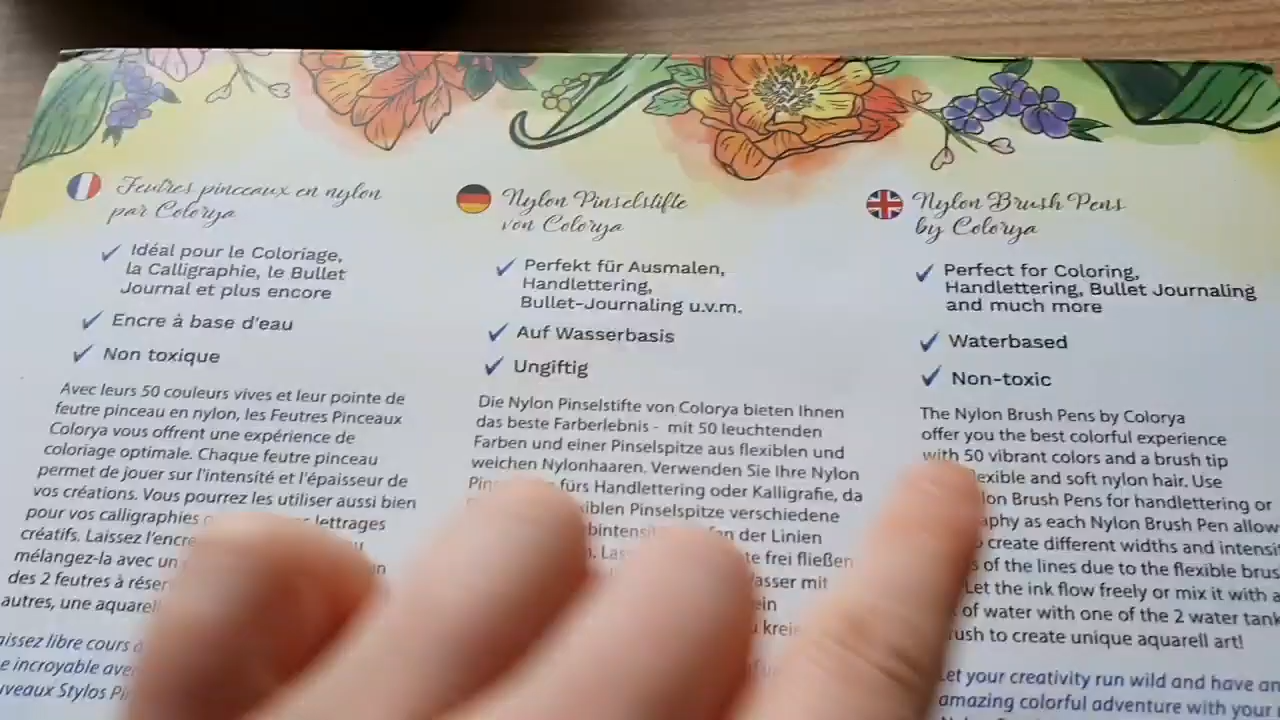 Feutres pinceaux en nylon
par Colorya
Idéal pour le Coloriage,
la Calligraphie, le Bullet
Journal et plus encore
Encre à base d'eau
Non toxique
Avec leurs 50 couleurs vives et leur pointe de
feutre pinceau en nylon, les Feutres Pinceaux
Colorya vous offrent une expérience de
coloriage optimale. Chaque feutre pinceau
permet de jouer sur l'intensité et l'épaisseur de
vos créations. Vous pourrez les utiliser aussi bien
pour vos calligraphies lettrages
créatifs. Laissez l'encre
mélangez-la avec un
des 2 feutres à
autres, une
libre cours
incroyable
Stylos
Nylon Pinselstifte
von Colorya
Perfekt für Ausmalen,
Handlettering,
Bullet-Journaling u.v.m.
Auf Wasserbasis
Ungiftig
Die Nylon Pinselstifte von Colorya bieten Ihnen
das beste Farberlebnis - mit 50 leuchtenden
Farben und einer Pinselspitze aus flexiblen und
weichen Nylonhaaren. Verwenden Sie Ihre Nylon
fürs Handlettering oder Kalligrafie, da
Pinselspitze verschiedene
der Linien
frei fließen
mit
Nylon Brush Pens
by Colorya
Perfect for Coloring,
Handlettering, Bullet Journaling
and much more
Waterbased
Non-toxic
The Nylon Brush Pens by Colorya
offer you the best colorful experience
with 50 vibrant colors and a brush tip
flexible and soft nylon hair. Use
Brush Pens for handlettering or
as each Nylon Brush Pen allow
create different widths and
of the lines due to the flexible
Let the ink flow freely or mix it with a
of water with one of the 2 water
to create unique aquarell art!
Let your creativity run wild and have an
amazing colorful adventure with your